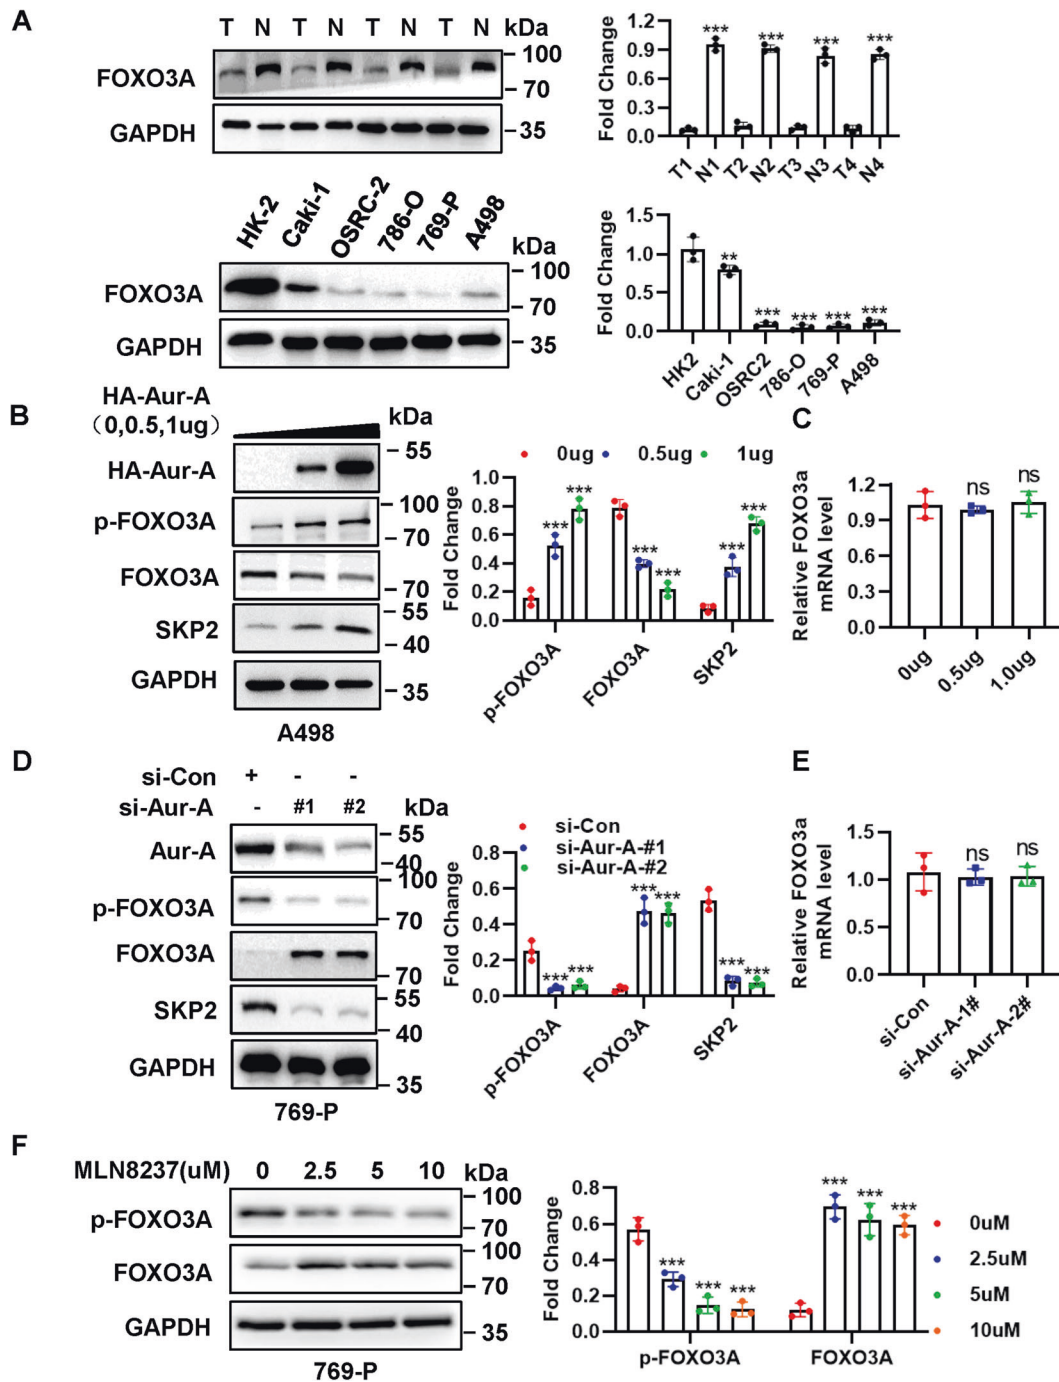 A
T N T N T N T N kDa
FOXO3A
100
70
GAPDH
35
Fold Change
1.2
0.9
0.6
0.3
0.0
*** *** *** ***
T1 N1 T2 N2 T3 N3 T4 N4
HK-2 Caki-1 OSRC-2 786-O 769-P A498
kDa
FOXO3A
100
70
GAPDH
35
Fold Change
1.5
1.0
0.5
0.0
** *** *** *** ***
HK2 Caki-1 OSRC2 786-O 769-P A498
B
HA-Aur-A
(0,0.5,1ug)
kDa
HA-Aur-A
55
p-FOXO3A
100
70
FOXO3A
70
SKP2
55
40
GAPDH
35
A498
0ug 0.5ug 1ug
Fold Change
1.0
0.8
0.6
0.4
0.2
0.0
*** *** *** *** *** ***
p-FOXO3A FOXO3A SKP2
C
Relative FOXO3a
mRNA level
1.2
0.9
0.6
0.3
0.0
ns ns
0ug 0.5ug 1.0ug
D
si-Con + - -
si-Aur-A - #1 #2 kDa
Aur-A
55
40
p-FOXO3A
100
70
FOXO3A
70
SKP2
55
40
GAPDH
35
769-P
si-Con
si-Aur-A-#1
si-Aur-A-#2
Fold Change
0.8
0.6
0.4
0.2
0.0
*** *** *** *** *** ***
p-FOXO3A FOXO3A SKP2
E
Relative FOXO3a
mRNA level
1.5
1.0
0.5
0.0
ns ns
si-Con si-Aur-A-1# si-Aur-A-2#
F
MLN8237(uM) 0 2.5 5 10 kDa
p-FOXO3A
100
70
FOXO3A
100
70
GAPDH
35
769-P
Fold Change
0.8
0.6
0.4
0.2
0.0
*** *** *** *** *** ***
p-FOXO3A FOXO3A
0uM
2.5uM
5uM
10uM